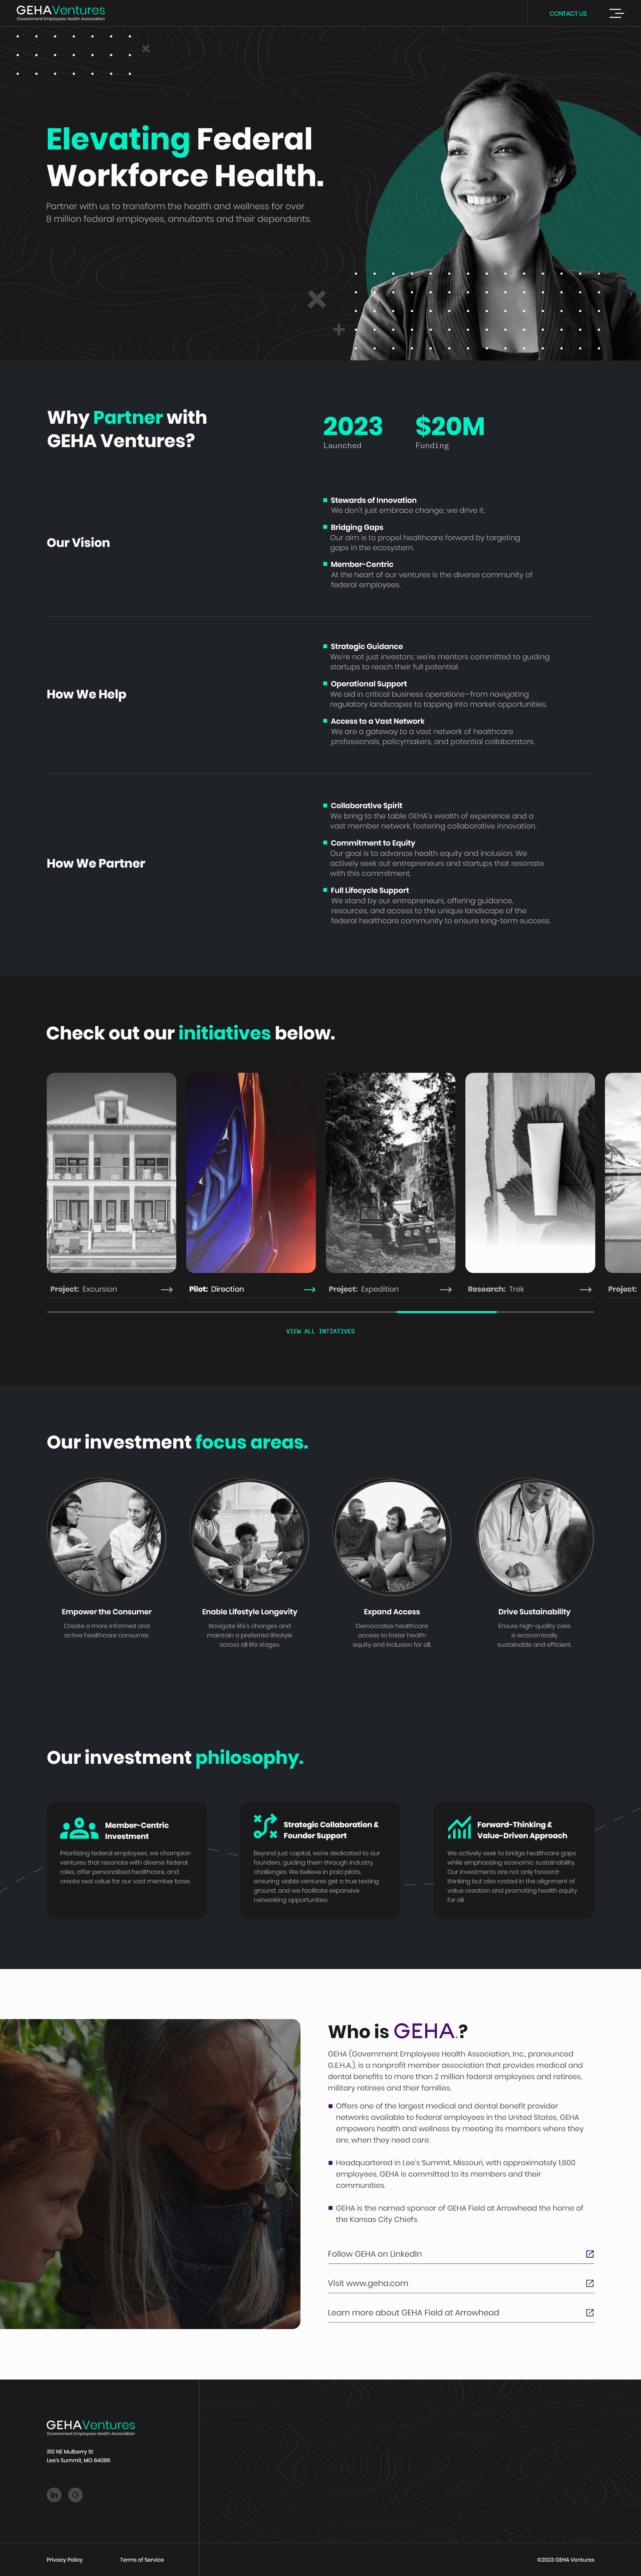 GEHAVentures
Government Employees Health Association
CONTACT US
Elevating Federal
Workforce Health.
Partner with us to transform the health and wellness for over
8 million federal employees, annuitants and their dependents.
Why Partner with
GEHA Ventures?
2023
Launched
$20M
Funding
Our Vision
Stewards of Innovation
We don't just embrace change; we drive it.
Bridging Gaps
Our aim is to propel healthcare forward by targeting
gaps in the ecosystem.
Member-Centric
At the heart of our ventures is the diverse community of
federal employees.
How We Help
Strategic Guidance
We're not just investors; we're mentors committed to guiding
startups to reach their full potential.
Operational Support
We aid in critical business operations—from navigating
regulatory landscapes to tapping into market opportunities.
Access to a Vast Network
We are a gateway to a vast network of healthcare
professionals, policymakers, and potential collaborators.
How We Partner
Collaborative Spirit
We bring to the table GEHA's wealth of experience and a
vast member network, fostering collaborative innovation.
Commitment to Equity
Our goal is to advance health equity and inclusion. We
actively seek out entrepreneurs and startups that resonate
with this commitment.
Full Lifecycle Support
We stand by our entrepreneurs, offering guidance,
resources, and access to the unique landscape of the
federal healthcare community to ensure long-term success.
Check out our initiatives below.
Project: Excursion
Pilot: Direction
Project: Expedition
Research: Trek
Project:
VIEW ALL INTIATIVES
Our investment focus areas.
Empower the Consumer
Create a more informed and
active healthcare consumer.
Enable Lifestyle Longevity
Navigate life's changes and
maintain a preferred lifestyle
across all life stages.
Expand Access
Democratize healthcare
access to foster health
equity and inclusion for all.
Drive Sustainability
Ensure high-quality care
is economically
sustainable and efficient.
Our investment philosophy.
Member-Centric
Investment
Prioritizing federal employees, we champion
ventures that resonate with diverse federal
roles, offer personalized healthcare, and
create real value for our vast member base.
Strategic Collaboration &
Founder Support
Beyond just capital, we're dedicated to our
founders, guiding them through industry
challenges. We believe in paid pilots,
ensuring viable ventures get a true testing
ground, and we facilitate expansive
networking opportunities.
Forward-Thinking &
Value-Driven Approach
We actively seek to bridge healthcare gaps
while emphasizing economic sustainability.
Our investments are not only forward-
thinking but also rooted in the alignment of
value creation and promoting health equity
for all.
Who is GEHA.?
GEHA (Government Employees Health Association, Inc., pronounced
G.E.H.A.), is a nonprofit member association that provides medical and
dental benefits to more than 2 million federal employees and retirees,
military retirees and their families.
Offers one of the largest medical and dental benefit provider
networks available to federal employees in the United States, GEHA
empowers health and wellness by meeting its members where they
are, when they need care.
Headquartered in Lee's Summit, Missouri, with approximately 1,600
employees, GEHA is committed to its members and their
communities.
GEHA is the named sponsor of GEHA Field at Arrowhead the home of
the Kansas City Chiefs.
Follow GEHA on LinkedIn
Visit www.geha.com
Learn more about GEHA Field at Arrowhead
GEHAVentures
Government Employees Health Association
310 NE Mulberry St
Lee's Summit, MO 64086
in
G
Privacy Policy
Terms of Service
©2023 GEHA Ventures